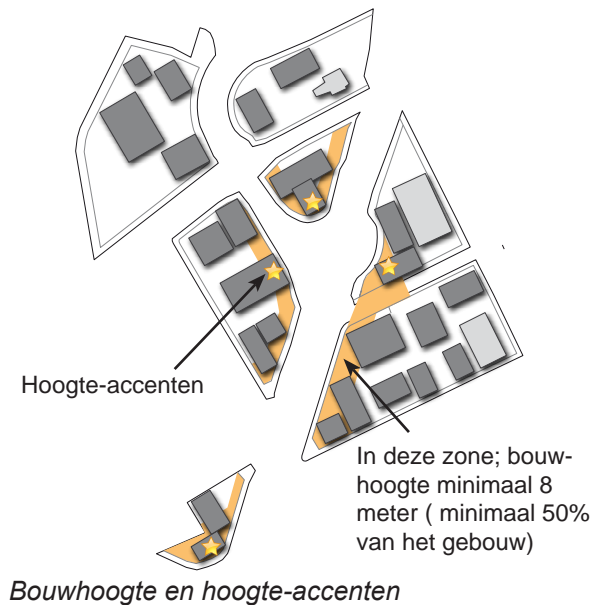 Hoogte-accenten
In deze zone; bouw-
hoogte minimaal 8
meter ( minimaal 50%
van het gebouw)
Bouwhoogte en hoogte-accenten